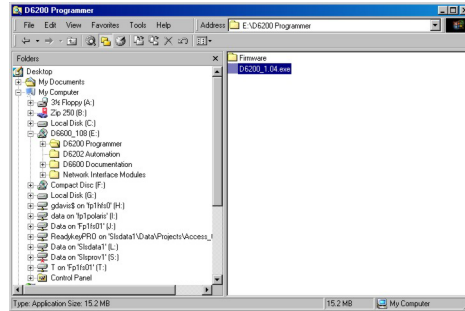 D6200 Programmer
File Edit View Favorites Tools Help Address E:\D6200 Programmer
Folders
Desktop
My Documents
My Computer
3½ Floppy (A:)
Zip 250 (B:)
Local Disk (C:)
D6600_108 (E:)
D6200 Programmer
D6202 Automation
D6600 Documentation
Network Interface Modules
Compact Disc (F:)
Local Disk (G:)
gdavis$ on 'fp1hfs0' (H:)
data on 'fp1polaris' (I:)
Data on 'Fp1fs01' (J:)
ReadykeyPRO on 'Slsdata1\Data\Projects\Access_
Data on 'Slsdata1' (L:)
Data on 'Slsprov1' (S:)
T on 'Fp1fs01' (T:)
Control Panel
Firmware
D6200_1.04.exe
Type: Application Size: 15.2 MB 15.2 MB My Computer